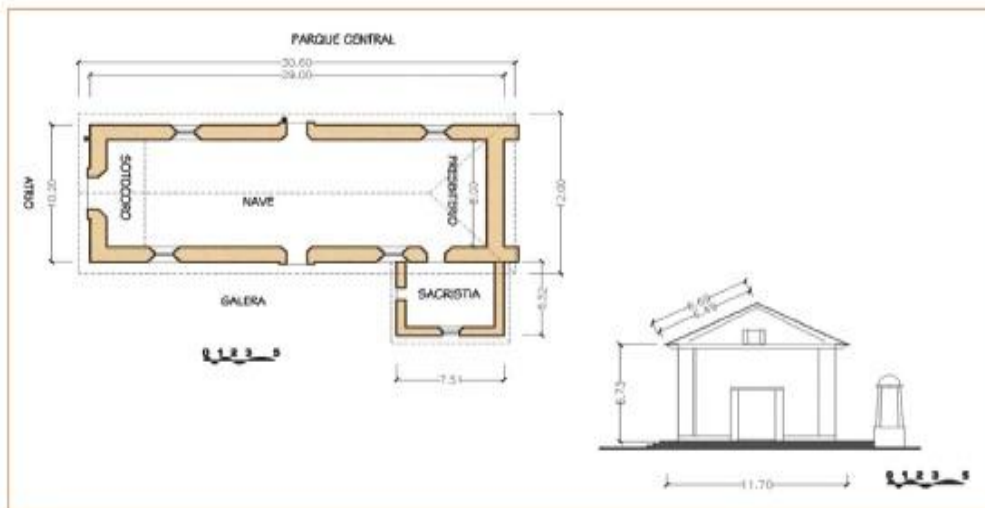 PARQUE CENTRAL
30.60
29.00
ATRIO
10.20
SOTOCORO
NAVE
PRESBITERIO
8.00
12.00
GALERA
SACRISTIA
7.51
0 1 2 3 5
6.73
11.70
0 1 2 3 5